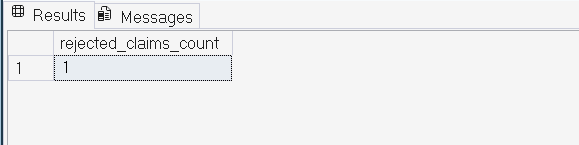 Results Messages
rejected_claims_count
1 1